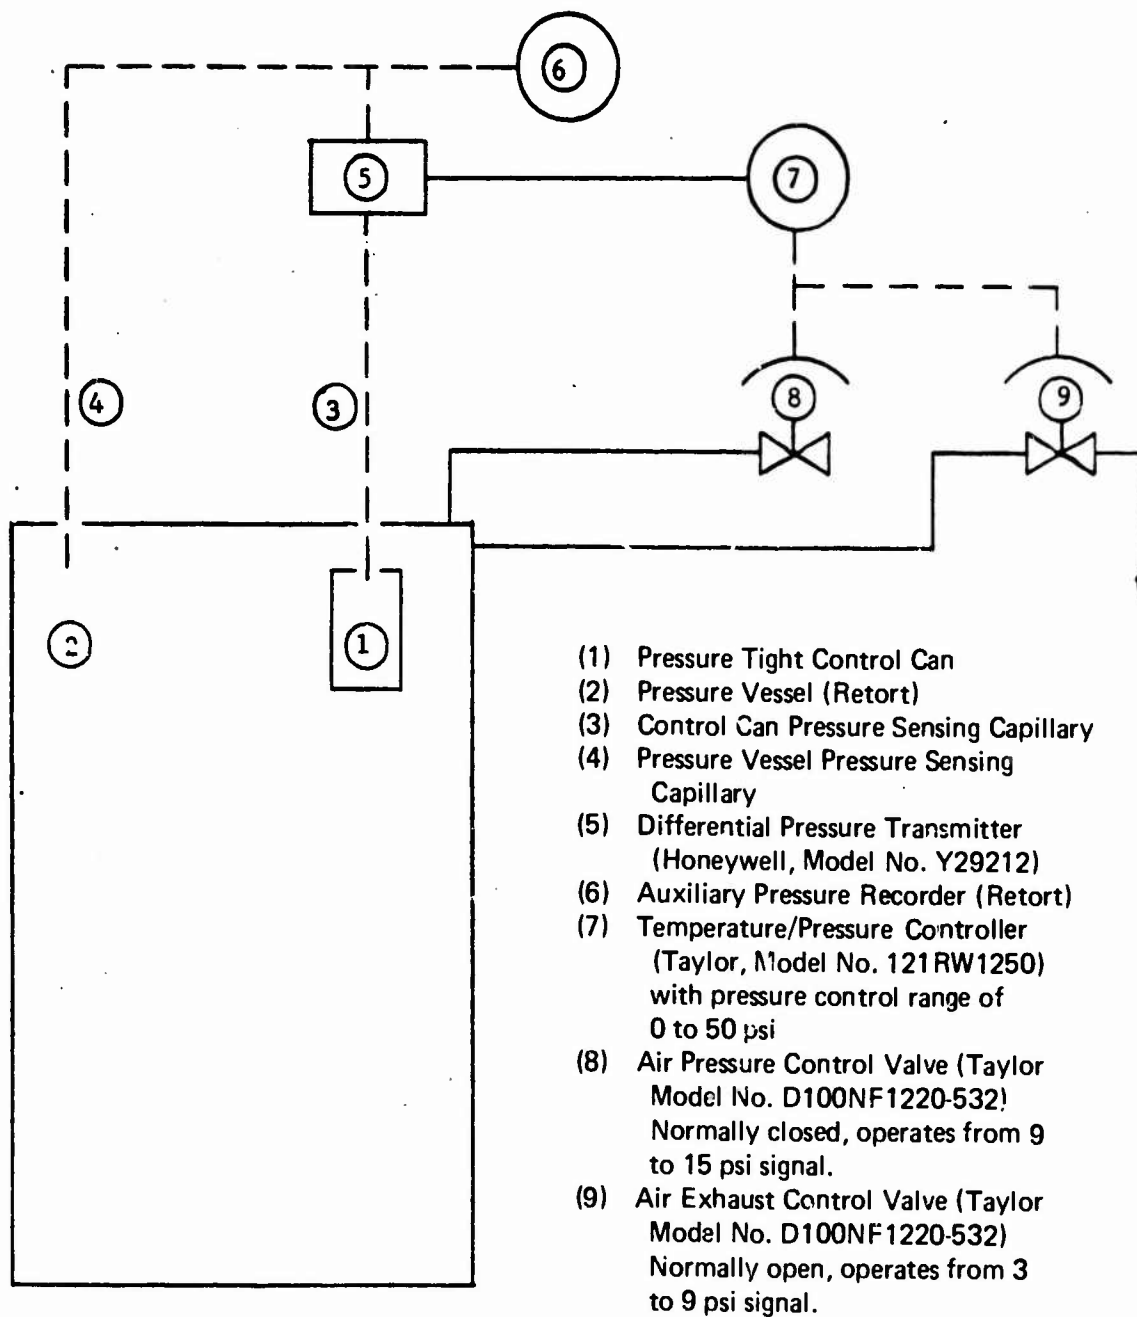 6
5
7
4
3
8
9
2
1
(1) Pressure Tight Control Can
(2) Pressure Vessel (Retort)
(3) Control Can Pressure Sensing Capillary
(4) Pressure Vessel Pressure Sensing
Capillary
(5) Differential Pressure Transmitter
(Honeywell, Model No. Y29212)
(6) Auxiliary Pressure Recorder (Retort)
(7) Temperature/Pressure Controller
(Taylor, Model No. 121RW1250)
with pressure control range of
0 to 50 psi
(8) Air Pressure Control Valve (Taylor
Model No. D100NF1220-532)
Normally closed, operates from 9
to 15 psi signal.
(9) Air Exhaust Control Valve (Taylor
Model No. D100NF1220-532)
Normally open, operates from 3
to 9 psi signal.